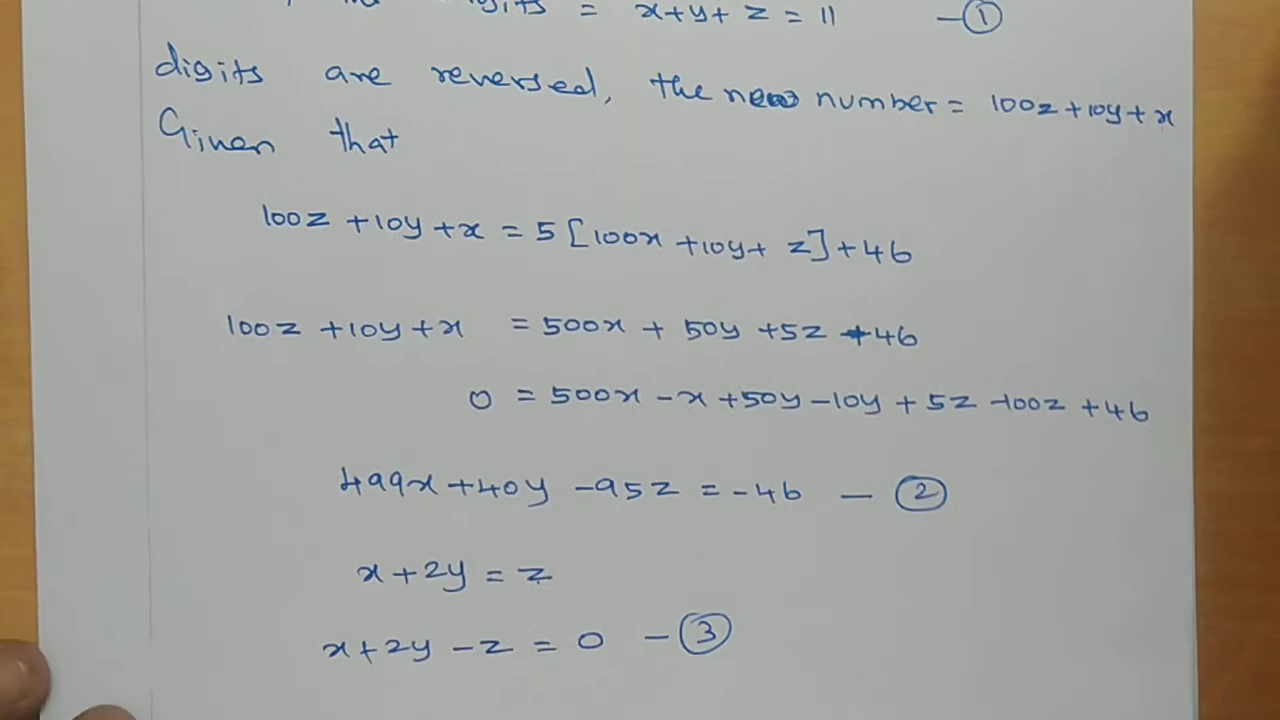 = x+y+z = 11 - ①
digits are reversed, the new number = 100z+10y+x
Given that
100z +10y +x = 5 [100x +10y+ z] +46
100z +10y+x = 500x + 50y +5z +46
0 = 500x -x +50y -10y + 5z -100z +46
499x +40y -95z = -46 - ②
x +2y = z
x+2y -z = 0 - ③